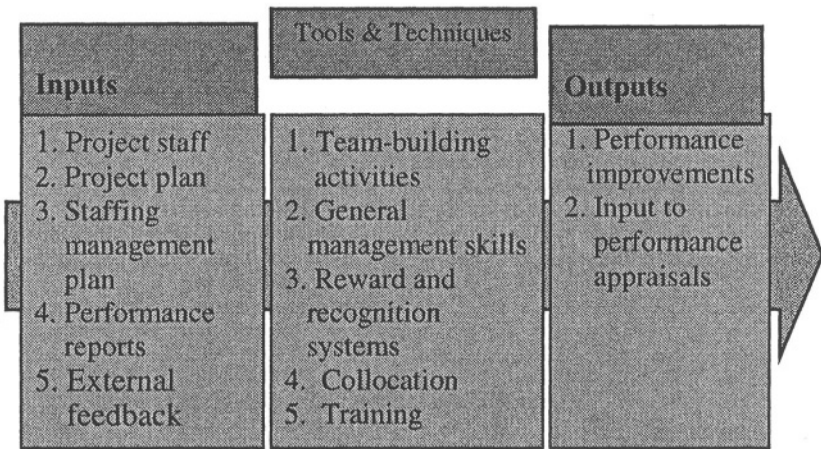 Inputs
1. Project staff
2. Project plan
3. Staffing
management
plan
4. Performance
reports
5. External
feedback
Tools & Techniques
1. Team-building
activities
2. General
management skills
3. Reward and
recognition
systems
4. Collocation
5. Training
Outputs
1. Performance
improvements
2. Input to
performance
appraisals